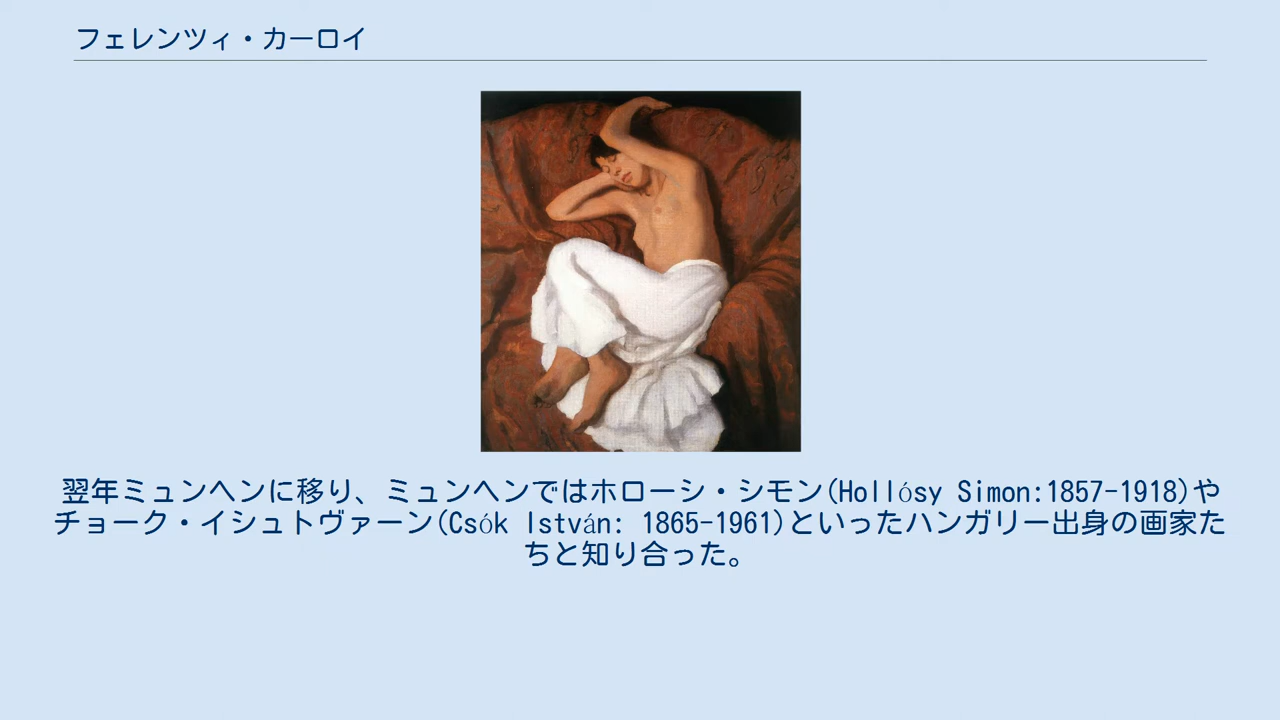 フェレンツィ・カーロイ
翌年ミュンヘンに移り、ミュンヘンではホローシ・シモン(Hollósy Simon:1857-1918)や
チョーク・イシュトヴァーン(Csók István: 1865-1961)といったハンガリー出身の画家た
ちと知り合った。